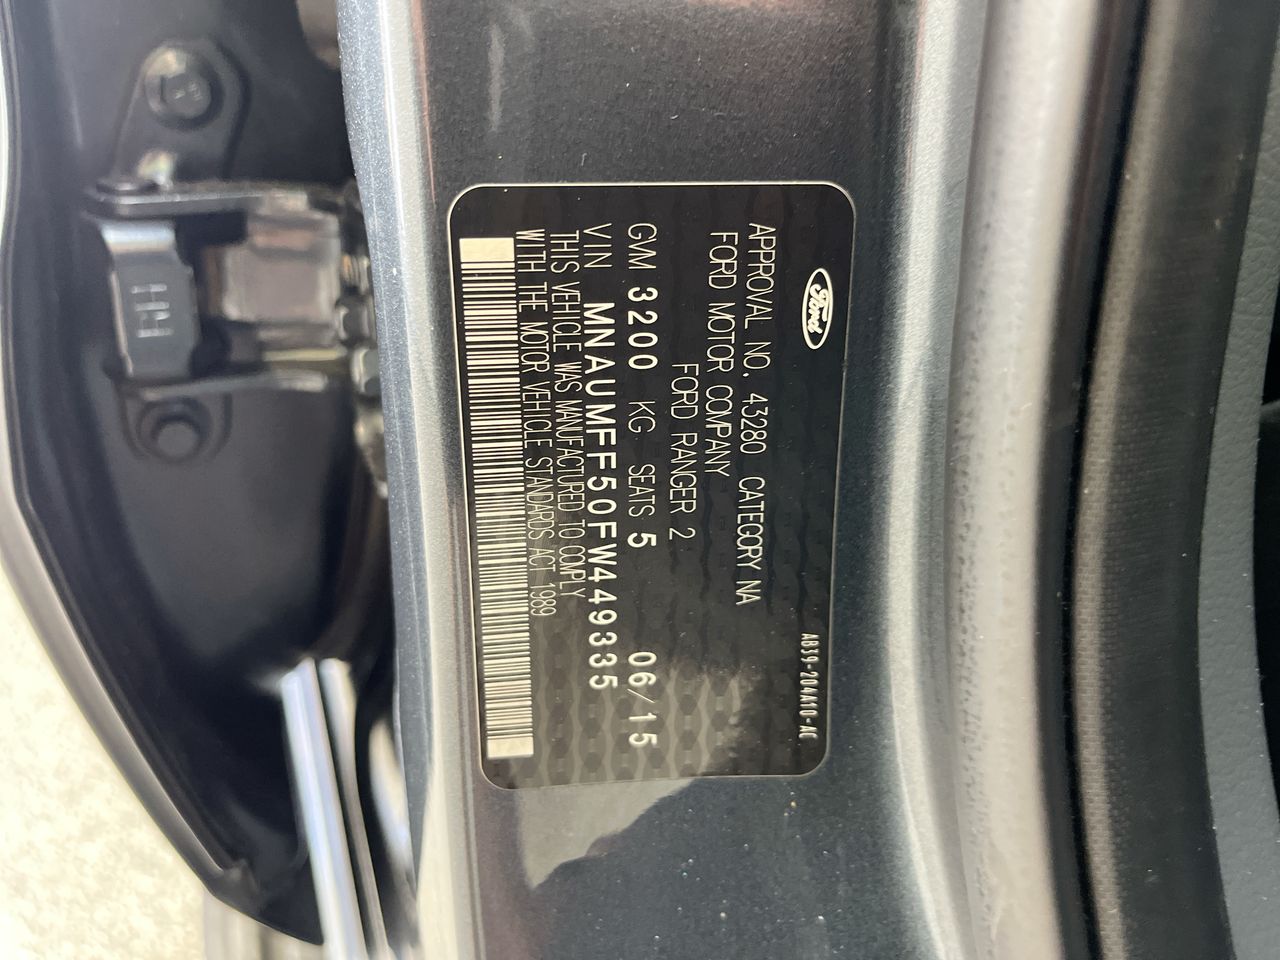 Ford
AB39-204A10-AC
APPROVAL NO. 43280 CATEGORY NA
FORD MOTOR COMPANY
FORD RANGER 2
GVM 3200 KG SEATS 5 06/15
VIN MNAUMFF50FW449335
THIS VEHICLE WAS MANUFACTURED TO COMPLY
WITH THE MOTOR VEHICLE STANDARDS ACT 1989